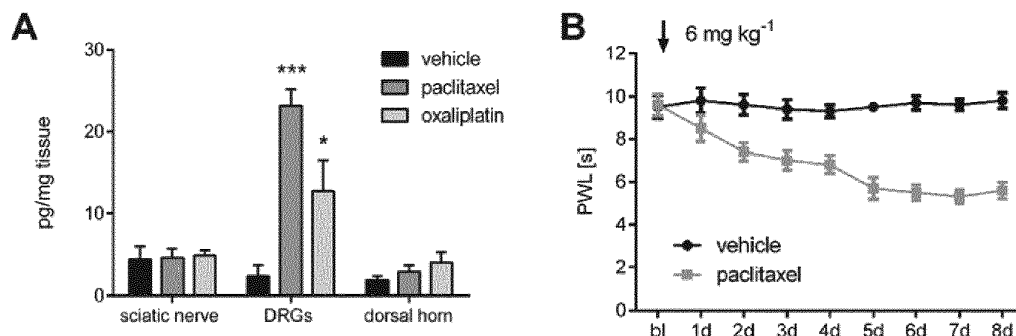 A
pg/mg tissue
30
20
10
0
vehicle
paclitaxel
oxaliplatin
***
*
sciatic nerve DRGs dorsal horn
B
6 mg kg⁻¹
PWL [s]
12
10
8
6
4
2
0
vehicle
paclitaxel
bl 1d 2d 3d 4d 5d 6d 7d 8d